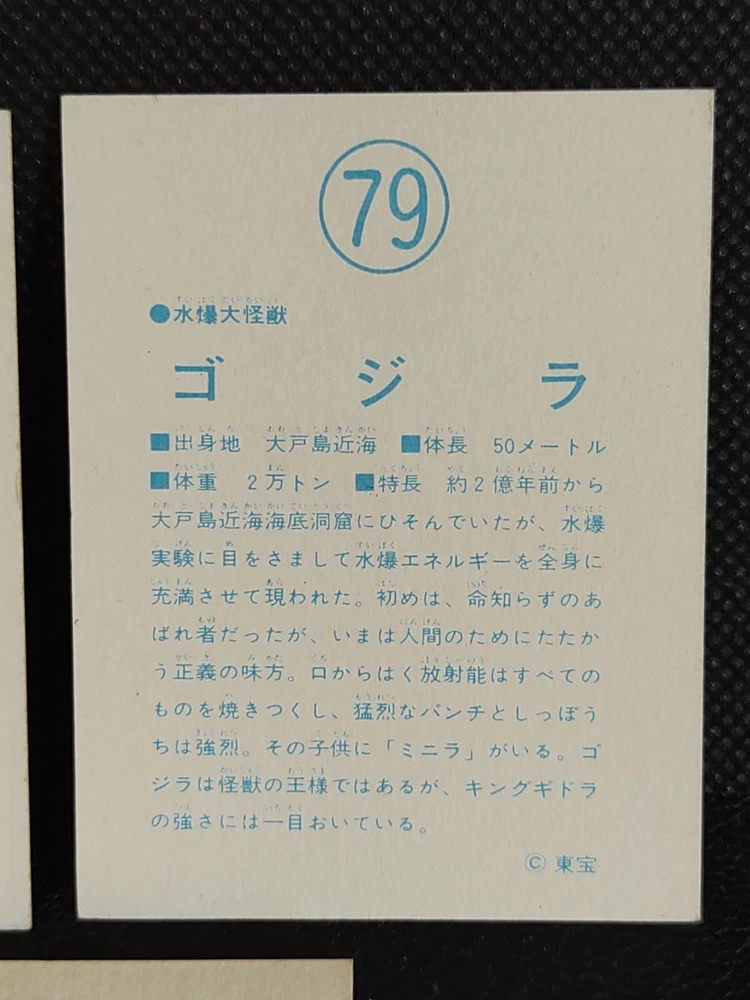 79
●水爆大怪獣
ゴジラ
■出身地 大戸島近海 ■体長 50メートル
■体重 2万トン ■特長 約2億年前から
大戸島近海海底洞窟にひそんでいたが、水爆
実験に目をさまして水爆エネルギーを全身に
充満させて現われた。初めは、命知らずのあ
ばれ者だったが、いまは人間のためにたたか
う正義の味方。口からはく放射能はすべての
ものを焼きつくし、猛烈なパンチとしっぽう
ちは強烈。その子供に「ミニラ」がいる。ゴ
ジラは怪獣の王様ではあるが、キングギドラ
の強さには一目おいている。
© 東宝